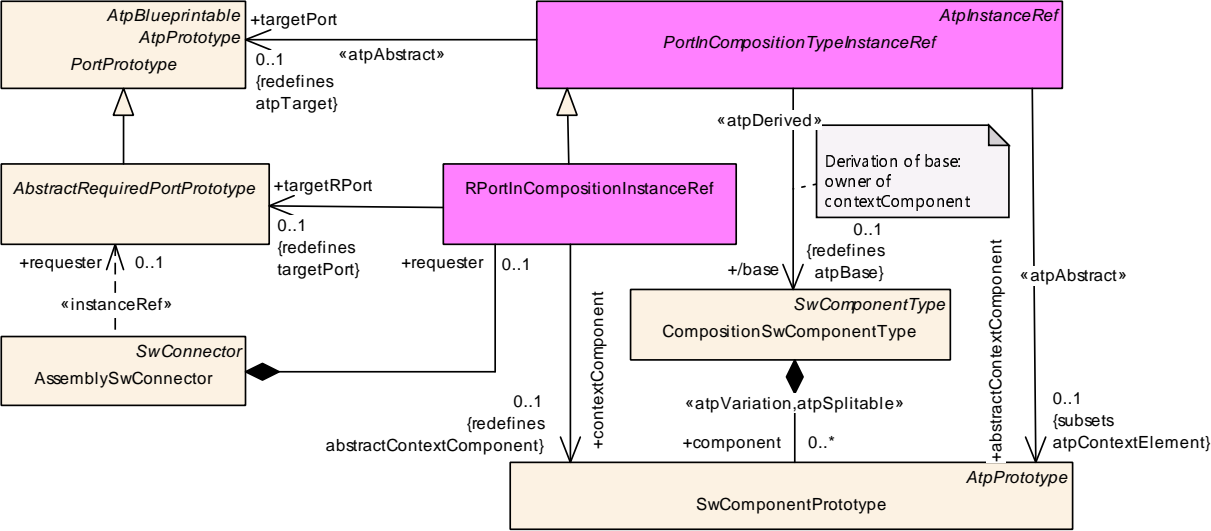 AtpBlueprintable
AtpPrototype
PortPrototype
+targetPort
0..1
{redefines
atpTarget}
«atpAbstract»
AtpInstanceRef
PortInCompositionTypeInstanceRef
«atpDerived»
Derivation of base:
owner of
contextComponent
AbstractRequiredPortPrototype
+targetRPort
0..1
{redefines
targetPort}
RPortInCompositionInstanceRef
+requester
0..1
«instanceRef»
+requester
0..1
0..1
{redefines
atpBase}
+/base
«atpAbstract»
SwComponentType
CompositionSwComponentType
SwConnector
AssemblySwConnector
+contextComponent
+abstractContextComponent
«atpVariation,atpSplitable»
0..1
{redefines
abstractContextComponent}
+component
0..*
0..1
{subsets
atpContextElement}
AtpPrototype
SwComponentPrototype